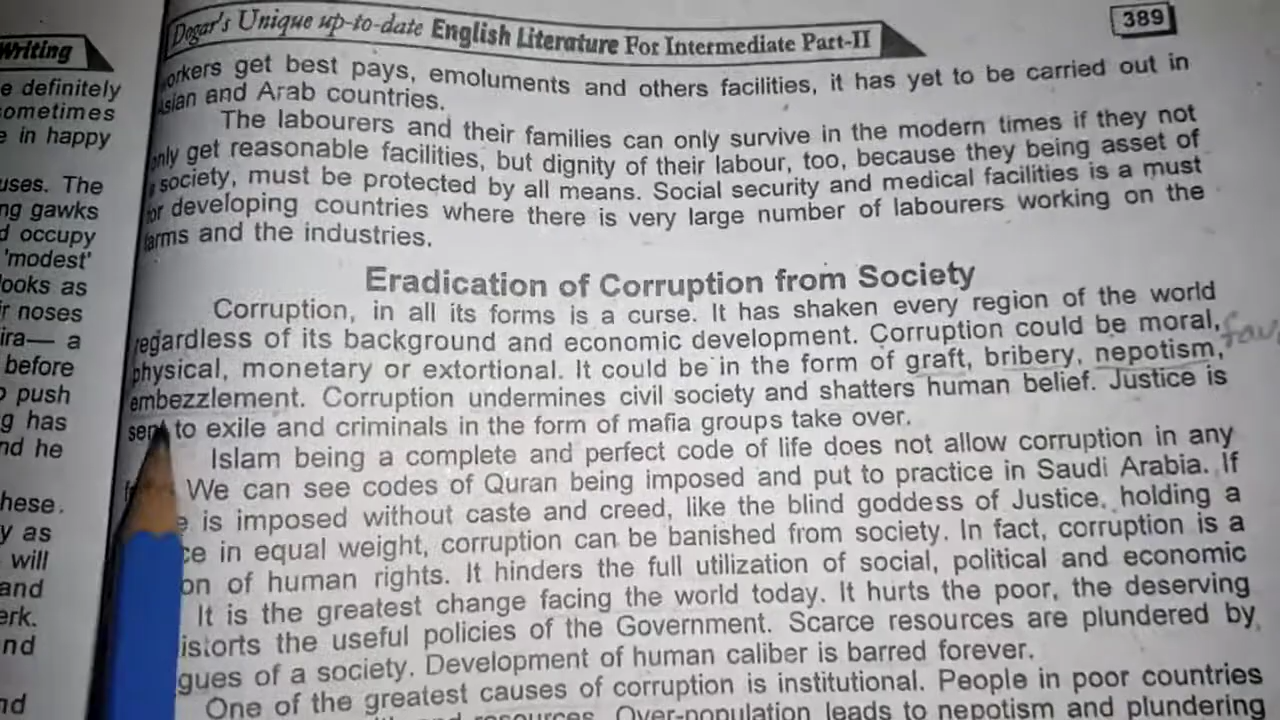 Writing
e definitely
ometimes
e in happy
uses. The
ng gawks
d occupy
'modest'
ooks as
r noses
ira— a
before
push
g has
nd he
hese.
y as
will
and
erk.
nd
nd
Dogar's Unique up-to-date English Literature For Intermediate Part-II
389
orkers get best pays, emoluments and others facilities, it has yet to be carried out in
Asian and Arab countries.
The labourers and their families can only survive in the modern times if they not
only get reasonable facilities, but dignity of their labour, too, because they being asset of
society, must be protected by all means. Social security and medical facilities is a must
for developing countries where there is very large number of labourers working on the
farms and the industries.
Eradication of Corruption from Society
Corruption, in all its forms is a curse. It has shaken every region of the world
regardless of its background and economic development. Corruption could be moral,
physical, monetary or extortional. It could be in the form of graft, bribery, nepotism,
embezzlement. Corruption undermines civil society and shatters human belief. Justice is
sent to exile and criminals in the form of mafia groups take over.
Islam being a complete and perfect code of life does not allow corruption in any
We can see codes of Quran being imposed and put to practice in Saudi Arabia. If
e is imposed without caste and creed, like the blind goddess of Justice, holding a
ce in equal weight, corruption can be banished from society. In fact, corruption is a
on of human rights. It hinders the full utilization of social, political and economic
It is the greatest change facing the world today. It hurts the poor, the deserving
istorts the useful policies of the Government. Scarce resources are plundered by
gues of a society. Development of human caliber is barred forever.
One of the greatest causes of corruption is institutional. People in poor countries
and resources. Over-population leads to nepotism and plundering